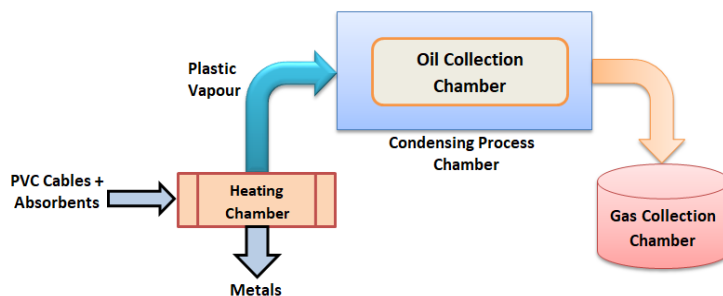 Plastic
Vapour
Oil Collection
Chamber
Condensing Process
Chamber
PVC Cables +
Absorbents
Heating
Chamber
Metals
Gas Collection
Chamber